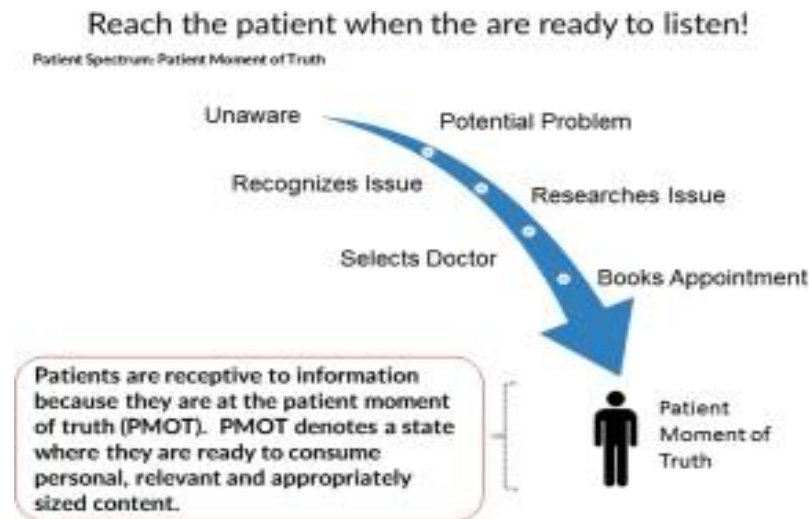 Reach the patient when the are ready to listen!
Patient Spectrum: Patient Moment of Truth
Unaware
Potential Problem
Recognizes Issue
Researches Issue
Selects Doctor
Books Appointment
Patients are receptive to information
because they are at the patient moment
of truth (PMOT). PMOT denotes a state
where they are ready to consume
personal, relevant and appropriately
sized content.
Patient
Moment of
Truth